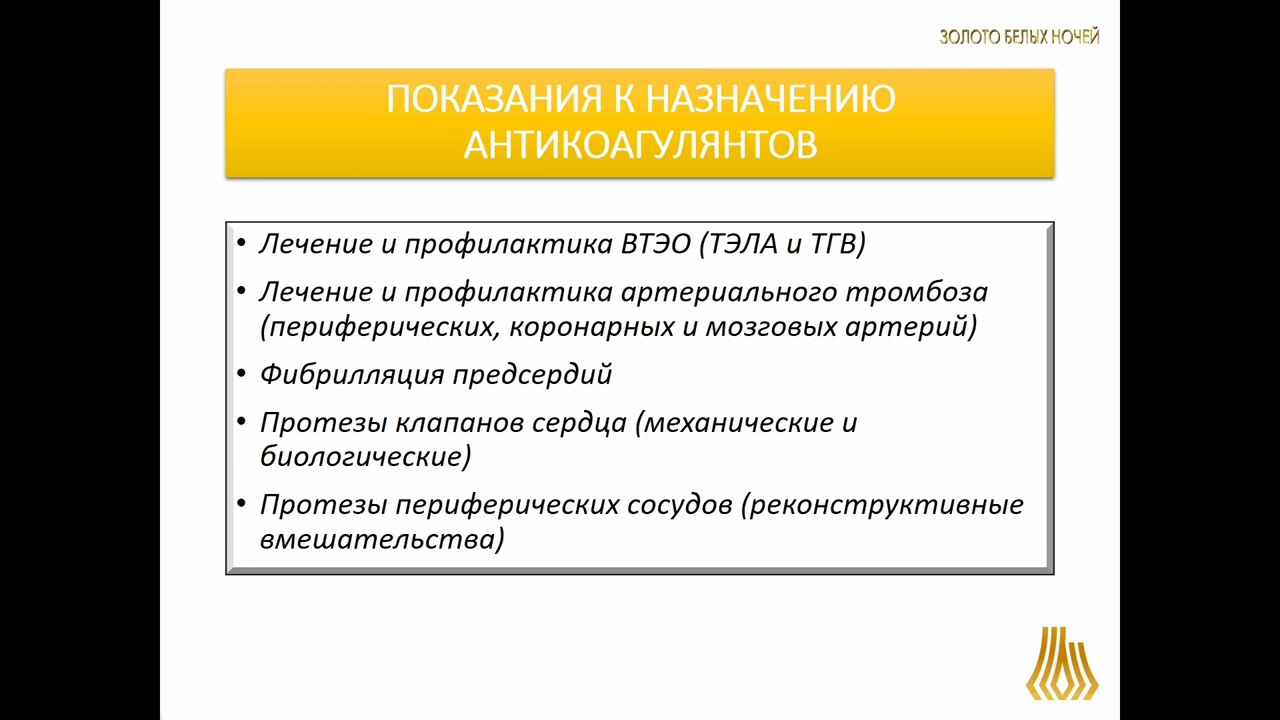 ЗОЛОТО БЕЛЫХ НОЧЕЙ
ПОКАЗАНИЯ К НАЗНАЧЕНИЮ
АНТИКОАГУЛЯНТОВ
• Лечение и профилактика ВТЭО (ТЭЛА и ТГВ)
• Лечение и профилактика артериального тромбоза
(периферических, коронарных и мозговых артерий)
• Фибрилляция предсердий
• Протезы клапанов сердца (механические и
биологические)
• Протезы периферических сосудов (реконструктивные
вмешательства)